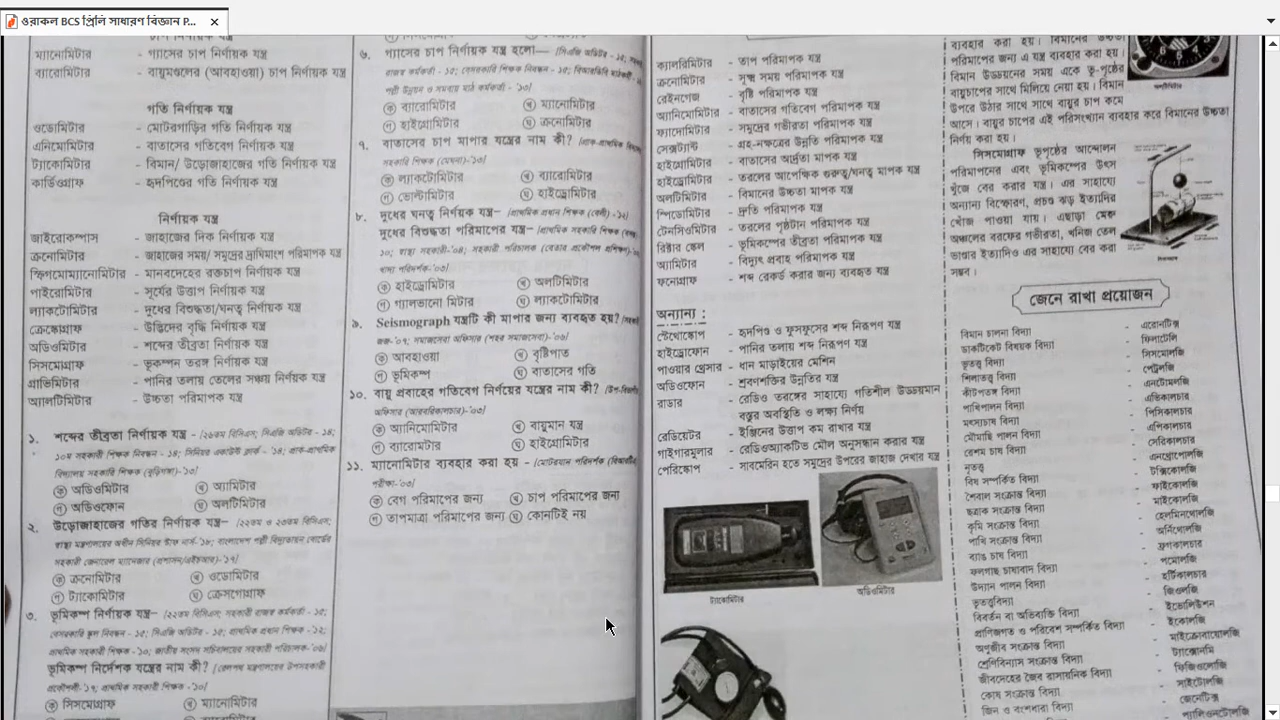 ওরাকল BCS প্রিলি সাধারণ বিজ্ঞান P...
ম্যানোমিটার - গ্যাসের চাপ নির্ণায়ক যন্ত্র
ব্যারোমিটার - বায়ুমণ্ডলের (আবহাওয়া) চাপ নির্ণায়ক যন্ত্র
গতি নির্ণায়ক যন্ত্র
ওডোমিটার - মোটরগাড়ির গতি নির্ণায়ক যন্ত্র
এনিমোমিটার - বাতাসের গতিবেগ নির্ণায়ক যন্ত্র
ট্যাকোমিটার - বিমান/ উড়োজাহাজের গতি নির্ণায়ক যন্ত্র
কার্ডিওগ্রাফ - হৃদপিণ্ডের গতি নির্ণায়ক যন্ত্র
নির্ণায়ক যন্ত্র
জাইরোকম্পাস - জাহাজের দিক নির্ণায়ক যন্ত্র
ক্রনোমিটার - জাহাজের সময়/ সমুদ্রের দ্রাঘিমাংশ পরিমাপক যন্ত্র
স্ফিগমোম্যানোমিটার - মানবদেহের রক্তচাপ নির্ণায়ক যন্ত্র
পাইরোমিটার - সূর্যের উত্তাপ নির্ণায়ক যন্ত্র
ল্যাকটোমিটার - দুধের বিশুদ্ধতা/ঘনত্ব নির্ণায়ক যন্ত্র
ক্রেস্কোগ্রাফ - উদ্ভিদের বৃদ্ধি নির্ণায়ক যন্ত্র
অডিওমিটার - শব্দের তীব্রতা নির্ণায়ক যন্ত্র
সিসমোগ্রাফ - ভূকম্পন তরঙ্গ নির্ণায়ক যন্ত্র
গ্রাভিমিটার - পানির তলায় তেলের সঞ্চয় নির্ণায়ক যন্ত্র
অ্যালটিমিটার - উচ্চতা পরিমাপক যন্ত্র
১. শব্দের তীব্রতা নির্ণায়ক যন্ত্র -
ক অডিওমিটার খ অ্যামিটার
গ অডিওফোন ঘ অলটিমিটার
২. উড়োজাহাজের গতির নির্ণায়ক যন্ত্র–
ক ক্রনোমিটার খ ওডোমিটার
গ ট্যাকোমিটার ঘ ক্রেসগোগ্রাফ
৩. ভূমিকম্প নির্ণায়ক যন্ত্র–
ভূমিকম্প নির্দেশক যন্ত্রের নাম কী?
ক সিসমোগ্রাফ খ ম্যানোমিটার
৬. গ্যাসের চাপ নির্ণায়ক যন্ত্র হলো—
ক ব্যারোমিটার খ ম্যানোমিটার
গ হাইগ্রোমিটার ঘ ক্রনোমিটার
৭. বাতাসের চাপ মাপার যন্ত্রের নাম কী?
ক ল্যাকটোমিটার খ ব্যারোমিটার
গ ভোল্টামিটার ঘ হাইড্রোমিটার
৮. দুধের ঘনত্ব নির্ণয়ক যন্ত্র–
দুধের বিশুদ্ধতা পরিমাপের যন্ত্র–
ক হাইড্রোমিটার খ অলটিমিটার
গ গ্যালভানো মিটার ঘ ল্যাকটোমিটার
৯. Seismograph যন্ত্রটি কী মাপার জন্য ব্যবহৃত হয়?
ক আবহাওয়া খ বৃষ্টিপাত
গ ভূমিকম্প ঘ বাতাসের গতি
১০. বায়ু প্রবাহের গতিবেগ নির্ণয়ের যন্ত্রের নাম কী?
ক অ্যানিমোমিটার খ বায়ুমান যন্ত্র
গ ব্যারোমিটার ঘ হাইগ্রোমিটার
১১. ম্যানোমিটার ব্যবহার করা হয় -
ক বেগ পরিমাপের জন্য খ চাপ পরিমাপের জন্য
গ তাপমাত্রা পরিমাপের জন্য ঘ কোনটিই নয়
ক্যালরিমিটার - তাপ পরিমাপক যন্ত্র
ক্রনোমিটার - সূক্ষ্ম সময় পরিমাপক যন্ত্র
রেইনগেজ - বৃষ্টি পরিমাপক যন্ত্র
অ্যানিমোমিটার - বাতাসের গতিবেগ পরিমাপক যন্ত্র
ফ্যাদোমিটার - সমুদ্রের গভীরতা পরিমাপক যন্ত্র
সেক্সট্যান্ট - গ্রহ-নক্ষত্রের উন্নতি পরিমাপক যন্ত্র
হাইগ্রোমিটার - বাতাসের আর্দ্রতা মাপক যন্ত্র
হাইড্রোমিটার - তরলের আপেক্ষিক গুরুত্ব/ঘনত্ব মাপক যন্ত্র
অলটিমিটার - বিমানের উচ্চতা মাপক যন্ত্র
স্পিডোমিটার - দ্রুতি পরিমাপক যন্ত্র
টেনসিওমিটার - তরলের পৃষ্ঠটান পরিমাপক যন্ত্র
রিখটার স্কেল - ভূমিকম্পের তীব্রতা পরিমাপক যন্ত্র
অ্যামিটার - বিদ্যুৎ প্রবাহ পরিমাপক যন্ত্র
ফনোগ্রাফ - শব্দ রেকর্ড করার জন্য ব্যবহৃত যন্ত্র
অন্যান্য :
স্টেথোস্কোপ - হৃদপিণ্ড ও ফুসফুসের শব্দ নিরূপণ যন্ত্র
হাইড্রোফোন - পানির তলায় শব্দ নিরূপণ যন্ত্র
পাওয়ার থ্রেসার - ধান মাড়াইয়ের মেশিন
অডিওফোন - শ্রবণশক্তির উন্নতির যন্ত্র
রাডার - রেডিও তরঙ্গের সাহায্যে গতিশীল উড্ডয়মান
বস্তুর অবস্থিতি ও লক্ষ্য নির্ণয়
রেডিয়েটর - ইঞ্জিনের উত্তাপ কম রাখার যন্ত্র
গাইগারমুলার - রেডিওঅ্যাকটিভ মৌল অনুসন্ধান করার যন্ত্র
পেরিস্কোপ - সাবমেরিন হতে সমুদ্রের উপরের জাহাজ দেখার যন্ত্র
ট্যাকোমিটার
অডিওমিটার
ব্যবহার করা হয়। বিমানের উচ্চতা
পরিমাপের জন্য এ যন্ত্র ব্যবহার করা হয়।
বিমান উড্ডয়নের সময় একে ভূ-পৃষ্ঠের
বায়ুচাপের সাথে মিলিয়ে নেয়া হয়। বিমান
উপরে উঠার সাথে সাথে বায়ুর চাপ কমে
আসে। বায়ুর চাপের এই পরিসংখ্যান ব্যবহার করে বিমানের উচ্চতা
নির্ণয় করা হয়।
সিসমোগ্রাফ ভূপৃষ্ঠের আন্দোলন
পরিমাপনের এবং ভূমিকম্পের উৎস
খুঁজে বের করার যন্ত্র। এর সাহায্যে
অন্যান্য বিস্ফোরণ, প্রচণ্ড ঝড় ইত্যাদির
খোঁজ পাওয়া যায়। এছাড়া মেরু
অঞ্চলের বরফের গভীরতা, খনিজ তেল
ভাণ্ডার ইত্যাদিও এর সাহায্যে বের করা
সম্ভব।
জেনে রাখা প্রয়োজন
বিমান চালনা বিদ্যা - এরোনটিক্স
ডাকটিকেট বিষয়ক বিদ্যা - ফিলাটেলি
ভূতত্ত্ব বিদ্যা - সিসমোলজি
শিলাতত্ত্ব বিদ্যা - পেট্রলজি
কীটপতঙ্গ বিদ্যা - এনটোমলজি
পাখিপালন বিদ্যা - এভিকালচার
মৎস্যচাষ বিদ্যা - পিসিকালচার
মৌমাছি পালন বিদ্যা - এপিকালচার
রেশম চাষ বিদ্যা - সেরিকালচার
নৃতত্ত্ব - এনথ্রোপোলজি
বিষ সম্পর্কিত বিদ্যা - টক্সিকোলজি
শৈবাল সংক্রান্ত বিদ্যা - ফাইকোলজি
ছত্রাক সংক্রান্ত বিদ্যা - মাইকোলজি
কৃমি সংক্রান্ত বিদ্যা - হেলমিনথোলজি
পাখি সংক্রান্ত বিদ্যা - অর্নিথোলজি
ব্যাঙ চাষ বিদ্যা - ফ্রগকালচার
ফলগাছ চাষাবাদ বিদ্যা - পমোলজি
উদ্যান পালন বিদ্যা - হর্টিকালচার
ভূতত্ত্ববিদ্যা - জিওলজি
বিবর্তন বা অভিব্যক্তি বিদ্যা - ইভোলিউশন
প্রাণিজগত ও পরিবেশ সম্পর্কিত বিদ্যা - ইকোলজি
অণুজীব সংক্রান্ত বিদ্যা - মাইক্রোবায়োলজি
শ্রেণিবিন্যাস সংক্রান্ত বিদ্যা - ট্যাক্সোনমি
জীবদেহের জৈব রাসায়নিক বিদ্যা - ফিজিওলোজি
কোষ সংক্রান্ত বিদ্যা - সাইটোলজি
জিন ও বংশধারা বিদ্যা - জেনেটিক্স
প্যালিওনটোলজি